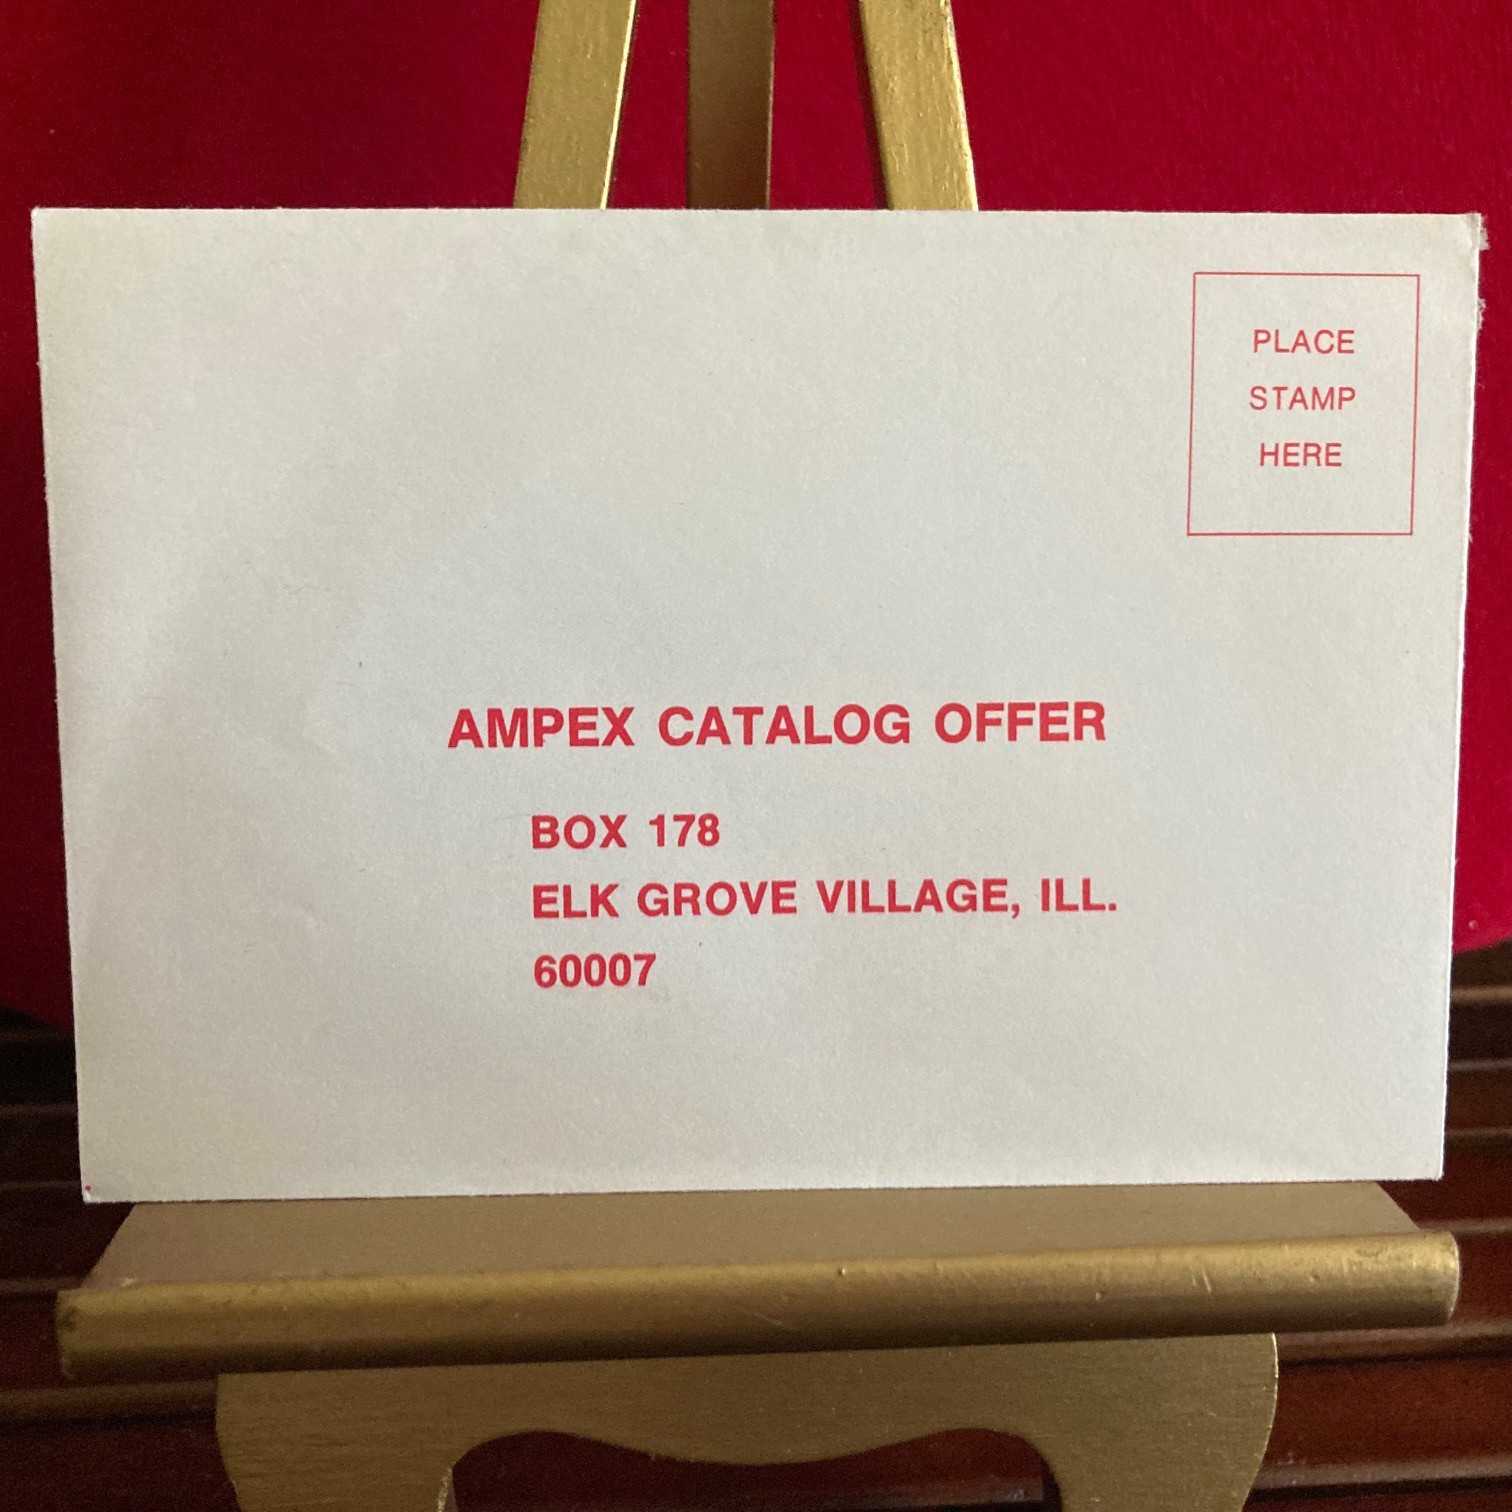 PLACE
STAMP
HERE
AMPEX CATALOG OFFER
BOX 178
ELK GROVE VILLAGE, ILL.
60007